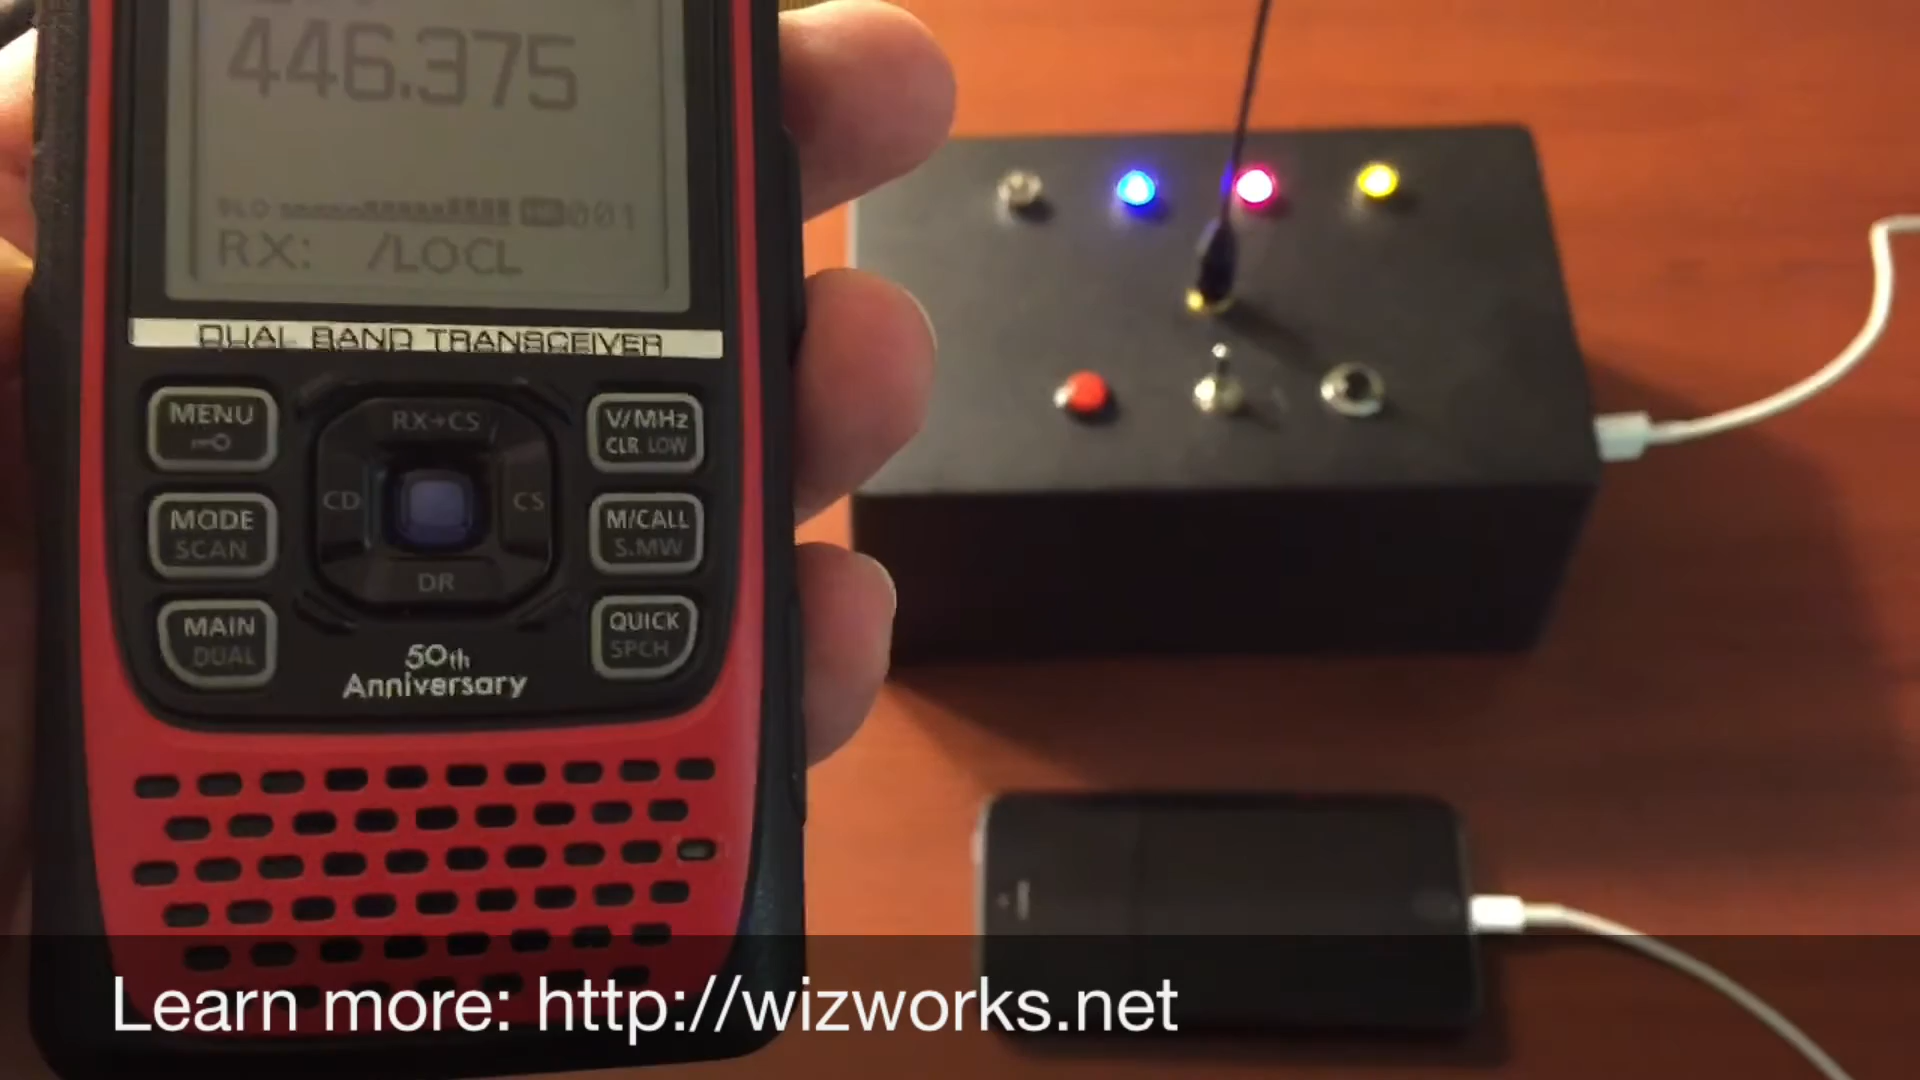 446.375
001
RX: /LOCL
DUAL BAND TRANSCEIVER
MENU
RX→CS
V/MHz
CLR LOW
CD
CS
MODE
SCAN
M/CALL
S.MW
DR
MAIN
DUAL
QUICK
SPCH
50th
Anniversary
Learn more: http://wizworks.net